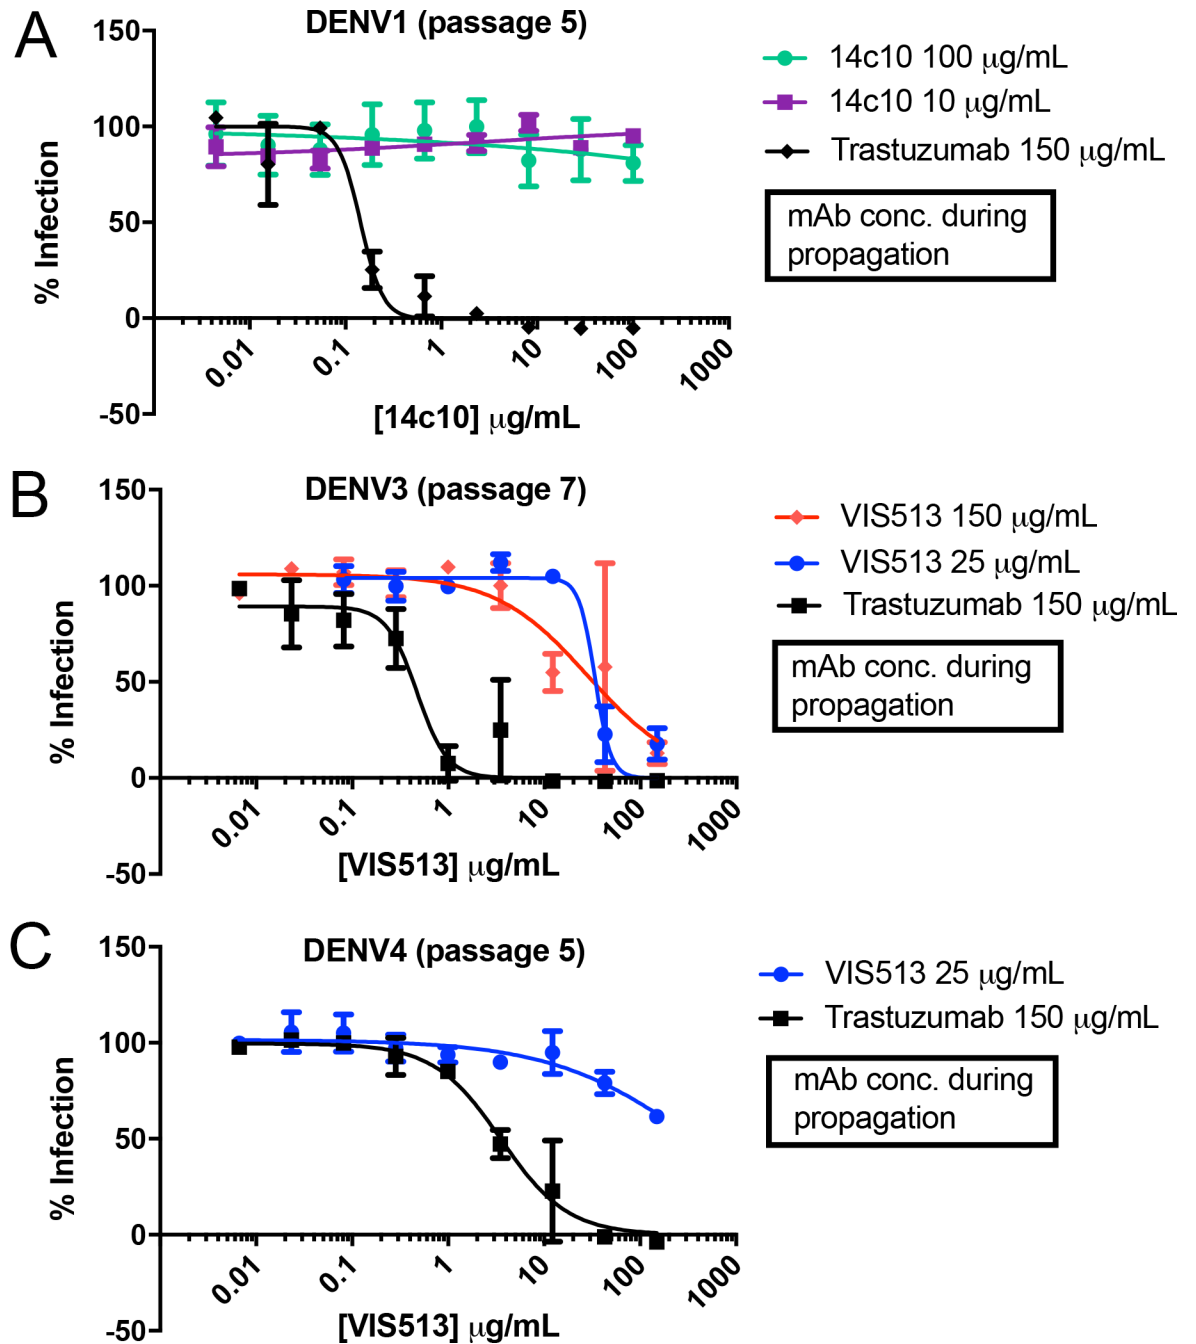 A
DENV1 (passage 5)
150
100
50
0
-50
% Infection
0.01
0.1
1
10
100
1000
[14c10] μg/mL
14c10 100 μg/mL
14c10 10 μg/mL
Trastuzumab 150 μg/mL
mAb conc. during
propagation
B
DENV3 (passage 7)
150
100
50
0
-50
% Infection
0.01
0.1
1
10
100
1000
[VIS513] μg/mL
VIS513 150 μg/mL
VIS513 25 μg/mL
Trastuzumab 150 μg/mL
mAb conc. during
propagation
C
DENV4 (passage 5)
150
100
50
0
-50
% Infection
0.01
0.1
1
10
100
1000
[VIS513] μg/mL
VIS513 25 μg/mL
Trastuzumab 150 μg/mL
mAb conc. during
propagation